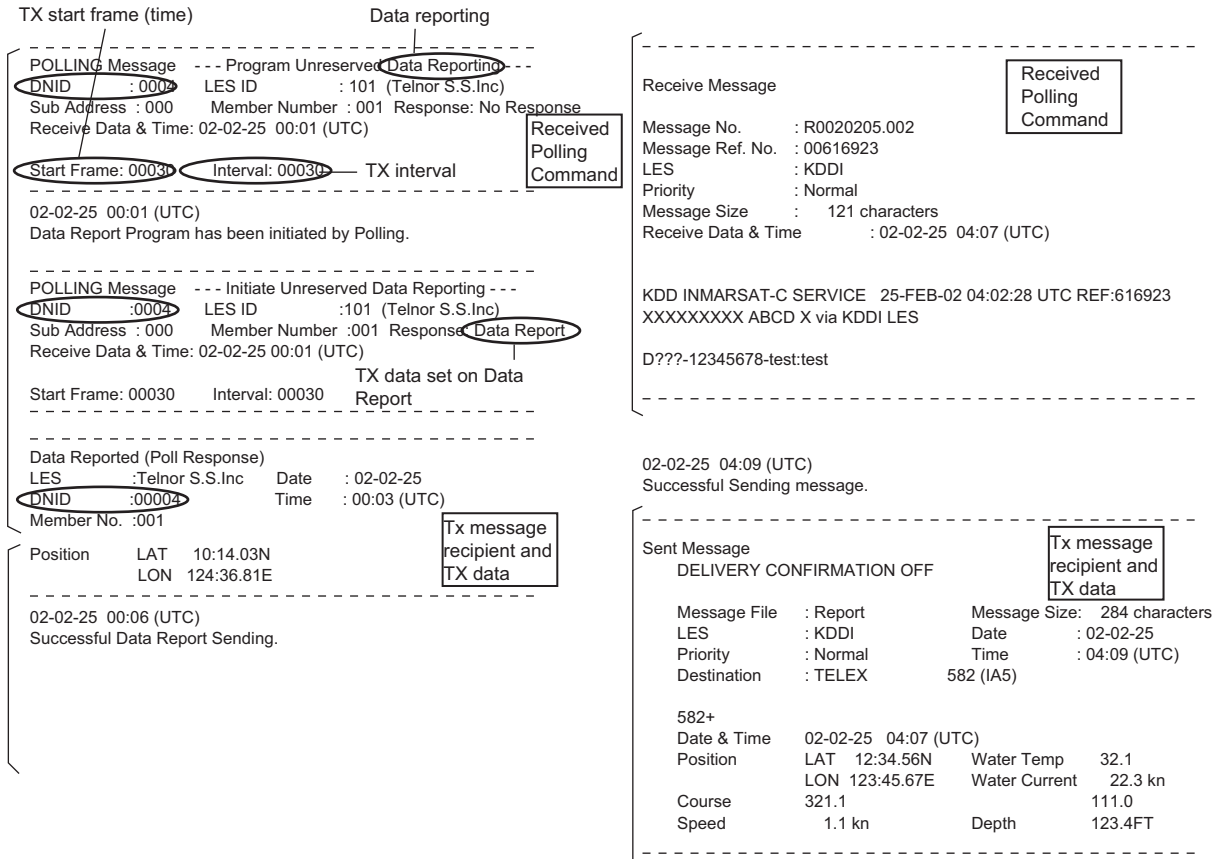 TX start frame (time)
Data reporting
POLLING Message - - - Program Unreserved Data Reporting - - -
DNID : 0004 LES ID : 101 (Telnor S.S.Inc)
Sub Address : 000 Member Number : 001 Response: No Response
Receive Data & Time: 02-02-25 00:01 (UTC)
Received
Polling
Command
Start Frame: 00030 Interval: 00030 TX interval
02-02-25 00:01 (UTC)
Data Report Program has been initiated by Polling.
POLLING Message - - - Initiate Unreserved Data Reporting - - -
DNID :0004 LES ID :101 (Telnor S.S.Inc)
Sub Address : 000 Member Number :001 Response: Data Report
Receive Data & Time: 02-02-25 00:01 (UTC)
TX data set on Data
Report
Start Frame: 00030 Interval: 00030
Data Reported (Poll Response)
LES :Telnor S.S.Inc Date : 02-02-25
DNID :00004 Time : 00:03 (UTC)
Member No. :001
Tx message
recipient and
TX data
Position LAT 10:14.03N
LON 124:36.81E
02-02-25 00:06 (UTC)
Successful Data Report Sending.
Receive Message
Received
Polling
Command
Message No. : R0020205.002
Message Ref. No. : 00616923
LES : KDDI
Priority : Normal
Message Size : 121 characters
Receive Data & Time : 02-02-25 04:07 (UTC)
KDD INMARSAT-C SERVICE 25-FEB-02 04:02:28 UTC REF:616923
XXXXXXXXX ABCD X via KDDI LES
D???-12345678-test:test
02-02-25 04:09 (UTC)
Successful Sending message.
Sent Message
DELIVERY CONFIRMATION OFF
Tx message
recipient and
TX data
Message File : Report Message Size: 284 characters
LES : KDDI Date : 02-02-25
Priority : Normal Time : 04:09 (UTC)
Destination : TELEX 582 (IA5)
582+
Date & Time 02-02-25 04:07 (UTC)
Position LAT 12:34.56N Water Temp 32.1
LON 123:45.67E Water Current 22.3 kn
Course 321.1 111.0
Speed 1.1 kn Depth 123.4FT